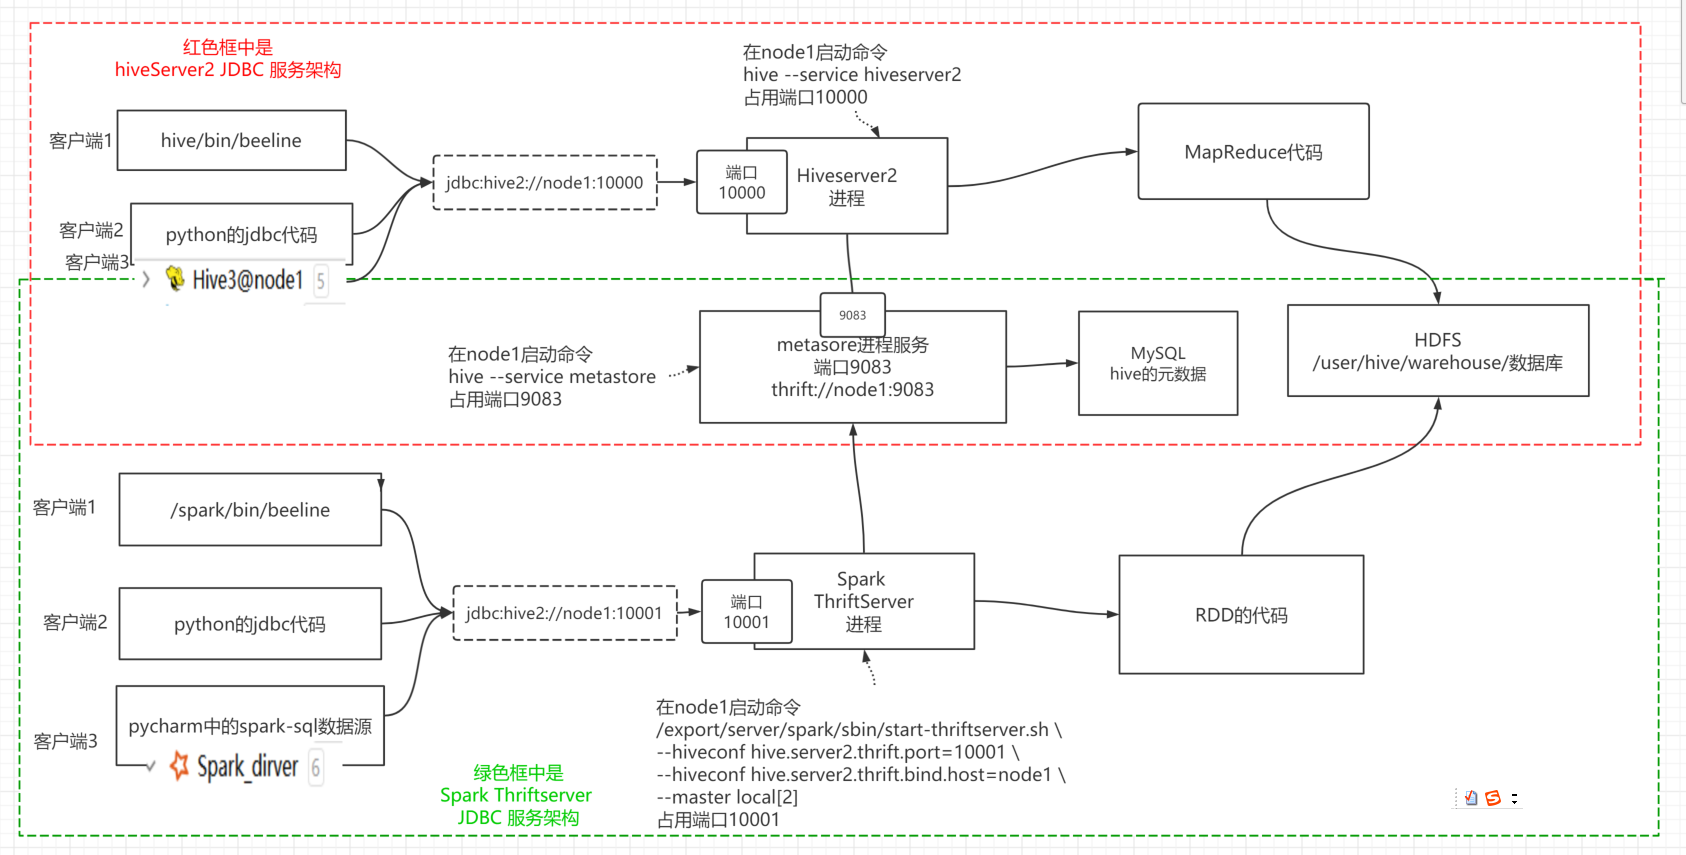 红色框中是
hiveServer2 JDBC 服务架构
在node1启动命令
hive --service hiveserver2
占用端口10000
客户端1
hive/bin/beeline
jdbc:hive2://node1:10000
端口
10000
Hiveserver2
进程
MapReduce代码
客户端2
python的jdbc代码
客户端3
Hive3@node1 5
9083
在node1启动命令
hive --service metastore
占用端口9083
metasore进程服务
端口9083
thrift://node1:9083
MySQL
hive的元数据
HDFS
/user/hive/warehouse/数据库
客户端1
/spark/bin/beeline
客户端2
python的jdbc代码
jdbc:hive2://node1:10001
端口
10001
Spark
ThriftServer
进程
RDD的代码
客户端3
pycharm中的spark-sql数据源
Spark_dirver 6
绿色框中是
Spark Thriftserver
JDBC 服务架构
在node1启动命令
/export/server/spark/sbin/start-thriftserver.sh \
--hiveconf hive.server2.thrift.port=10001 \
--hiveconf hive.server2.thrift.bind.host=node1 \
--master local[2]
占用端口10001